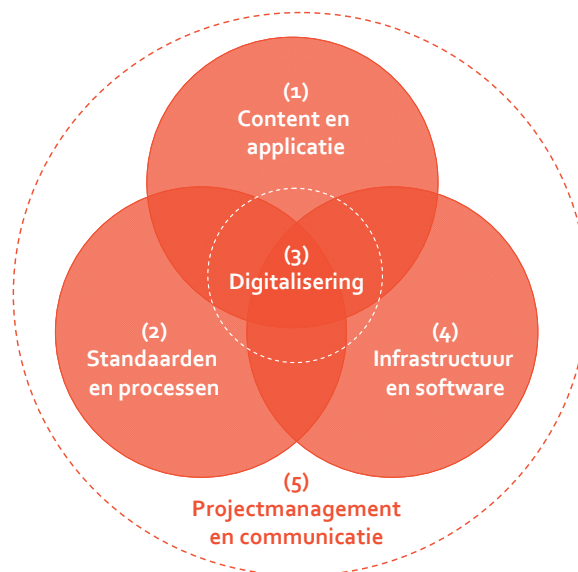 (1)
Content en
applicatie
(3)
Digitalisering
(2)
Standaarden
en processen
(4)
Infrastructuur
en software
(5)
Projectmanagement
en communicatie